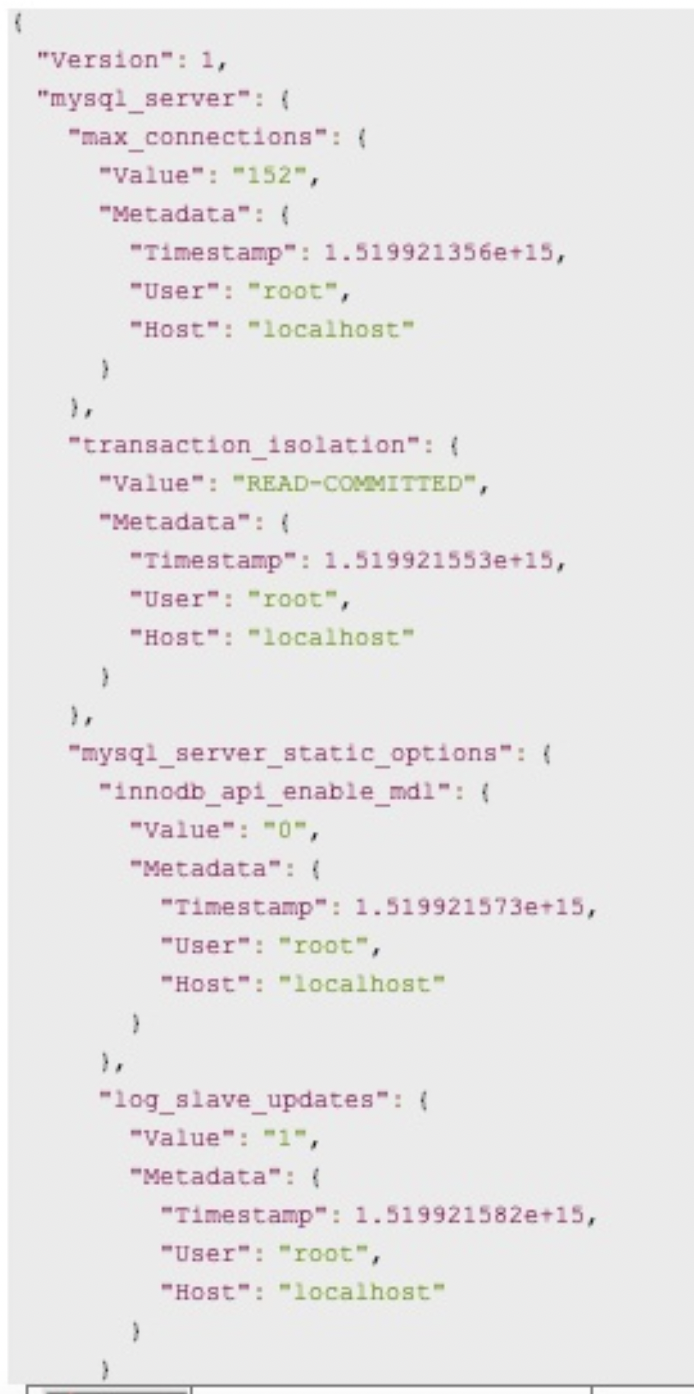 {
"Version": 1,
"mysql_server": {
"max_connections": {
"Value": "152",
"Metadata": {
"Timestamp": 1.519921356e+15,
"User": "root",
"Host": "localhost"
}
},
"transaction_isolation": {
"Value": "READ-COMMITTED",
"Metadata": {
"Timestamp": 1.519921553e+15,
"User": "root",
"Host": "localhost"
}
},
"mysql_server_static_options": {
"innodb_api_enable_mdl": {
"Value": "0",
"Metadata": {
"Timestamp": 1.519921573e+15,
"User": "root",
"Host": "localhost"
}
},
"log_slave_updates": {
"Value": "1",
"Metadata": {
"Timestamp": 1.519921582e+15,
"User": "root",
"Host": "localhost"
}
}